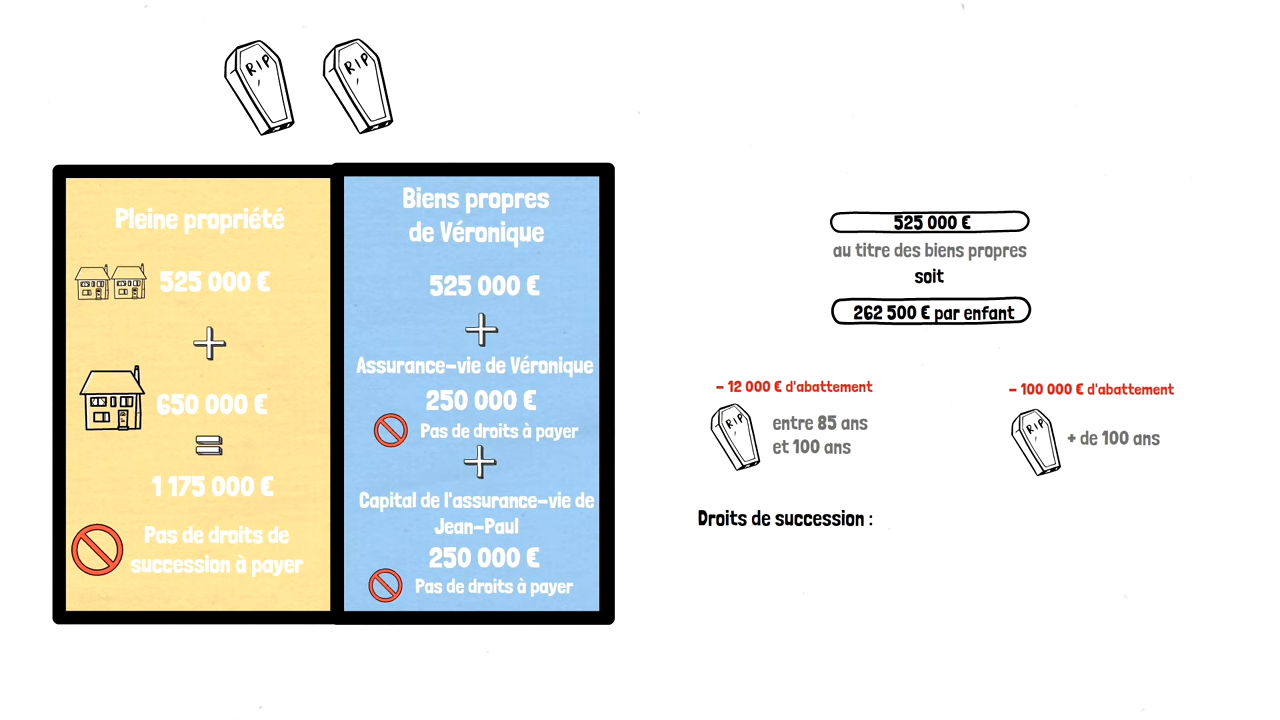 RIP
RIP
Pleine propriété
525 000 €
+
650 000 €
=
1 175 000 €
Pas de droits de
succession à payer
Biens propres
de Véronique
525 000 €
+
Assurance-vie de Véronique
250 000 €
Pas de droits à payer
+
Capital de l'assurance-vie de
Jean-Paul
250 000 €
Pas de droits à payer
525 000 €
au titre des biens propres
soit
262 500 € par enfant
- 12 000 € d'abattement
RIP
entre 85 ans
et 100 ans
- 100 000 € d'abattement
RIP
+ de 100 ans
Droits de succession :